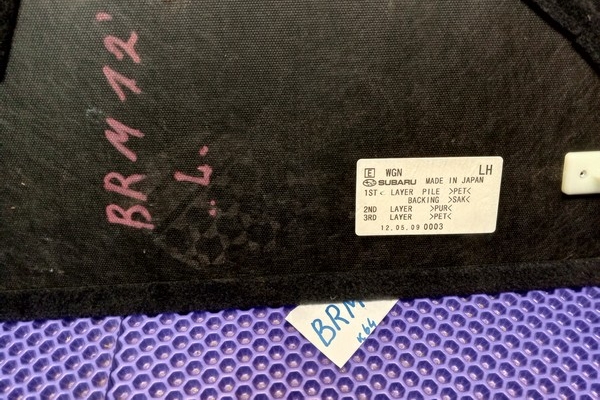 BRM 12'
..L.
E WGN LH
SUBARU MADE IN JAPAN
1ST< LAYER PILE >PET<
BACKING >SAK<
2ND LAYER >PUR<
3RD LAYER >PET<
12.05.09 0003
BRM
K64